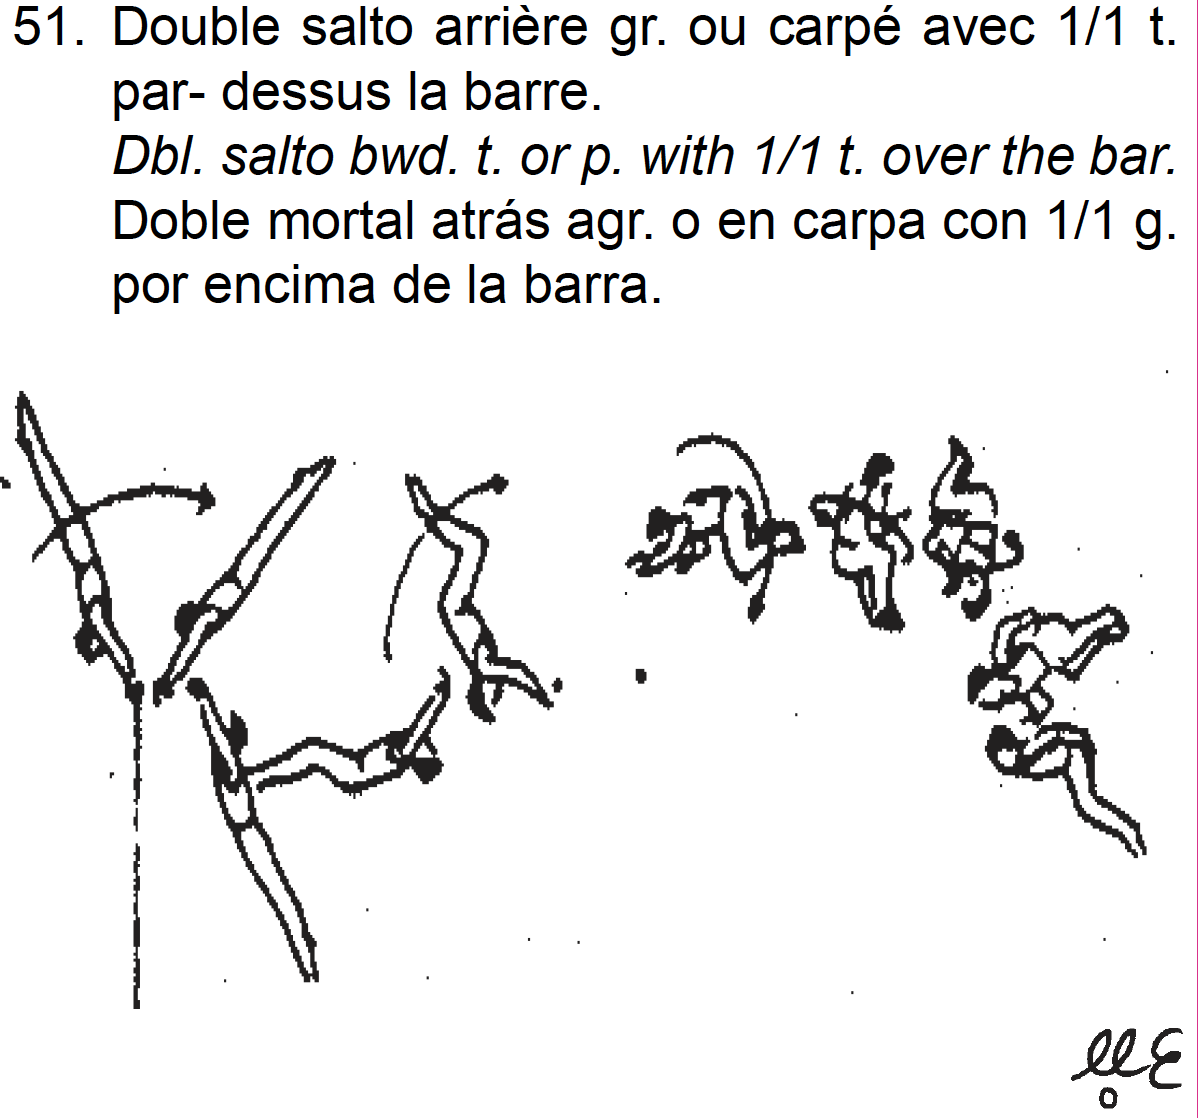 51. Double salto arrière gr. ou carpé avec 1/1 t.
par- dessus la barre.
Dbl. salto bwd. t. or p. with 1/1 t. over the bar.
Doble mortal atrás agr. o en carpa con 1/1 g.
por encima de la barra.